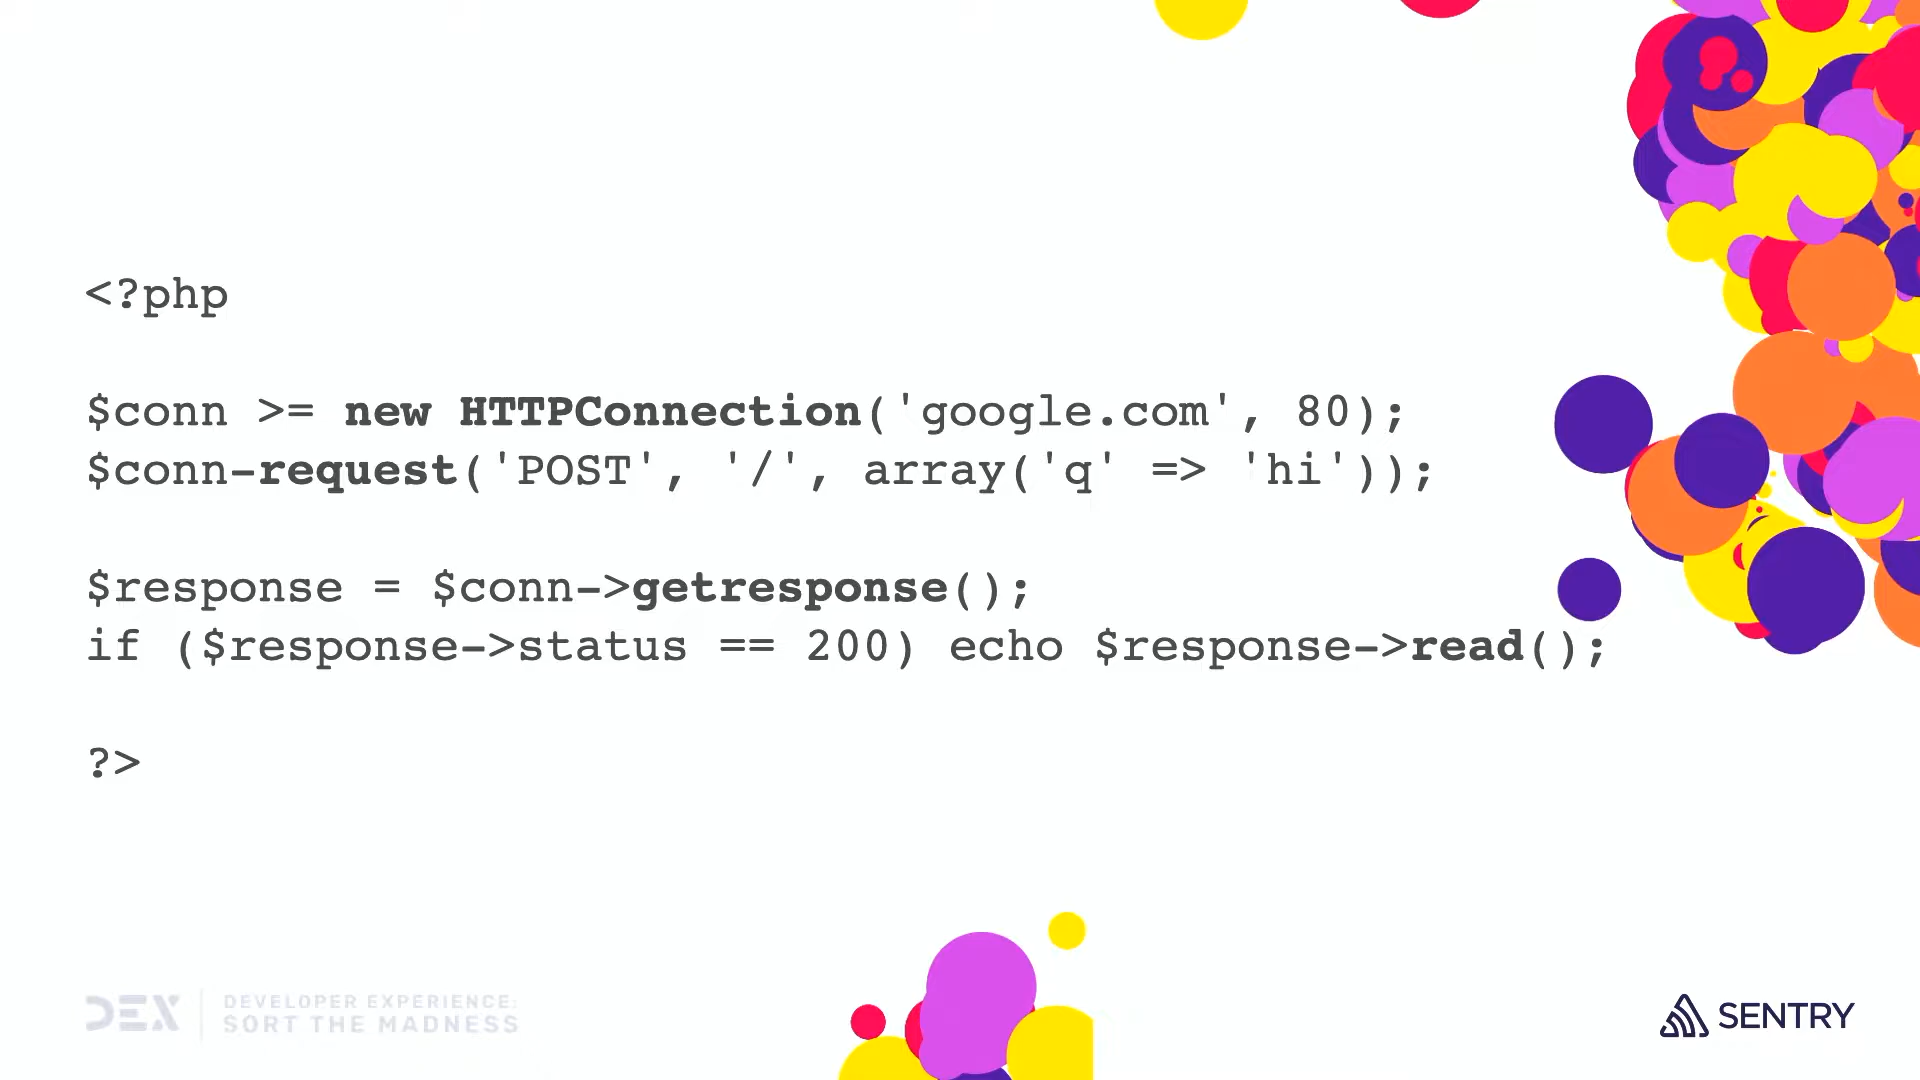 <?php
$conn >= new HTTPConnection('google.com', 80);
$conn-request('POST', '/', array('q' => 'hi'));
$response = $conn->getresponse();
if ($response->status == 200) echo $response->read();
?>
DEX
DEVELOPER EXPERIENCE:
SORT THE MADNESS
SENTRY